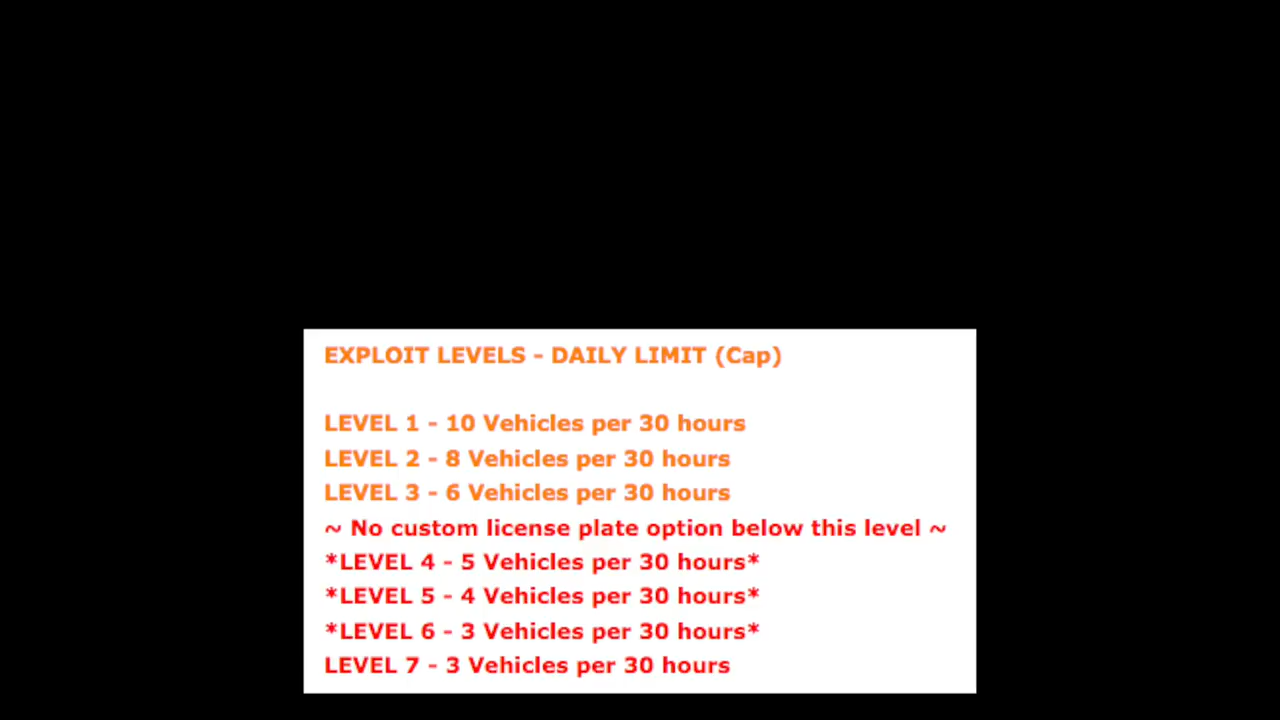 EXPLOIT LEVELS - DAILY LIMIT (Cap)
LEVEL 1 - 10 Vehicles per 30 hours
LEVEL 2 - 8 Vehicles per 30 hours
LEVEL 3 - 6 Vehicles per 30 hours
~ No custom license plate option below this level ~
*LEVEL 4 - 5 Vehicles per 30 hours*
*LEVEL 5 - 4 Vehicles per 30 hours*
*LEVEL 6 - 3 Vehicles per 30 hours*
LEVEL 7 - 3 Vehicles per 30 hours